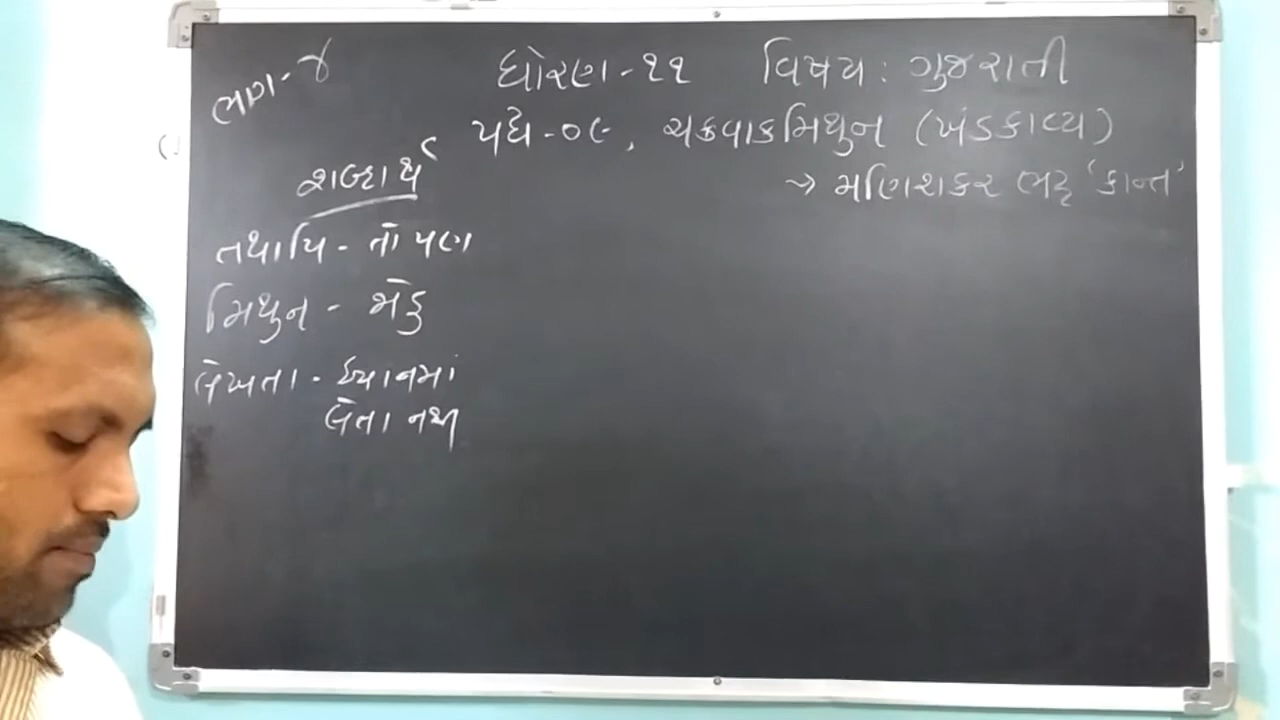 ભાગ-૪
ધોરણ-૧૧ વિષય: ગુજરાતી
પદ્ય-૦૯, ચક્રવાકમિથુન (ખંડકાવ્ય)
→ મણિશંકર ભટ્ટ 'કાન્ત'
શબ્દાર્થ
તથાપિ - તો પણ
મિથુન - જોડુ
લેખતા - ધ્યાનમાં
લેતા નથી